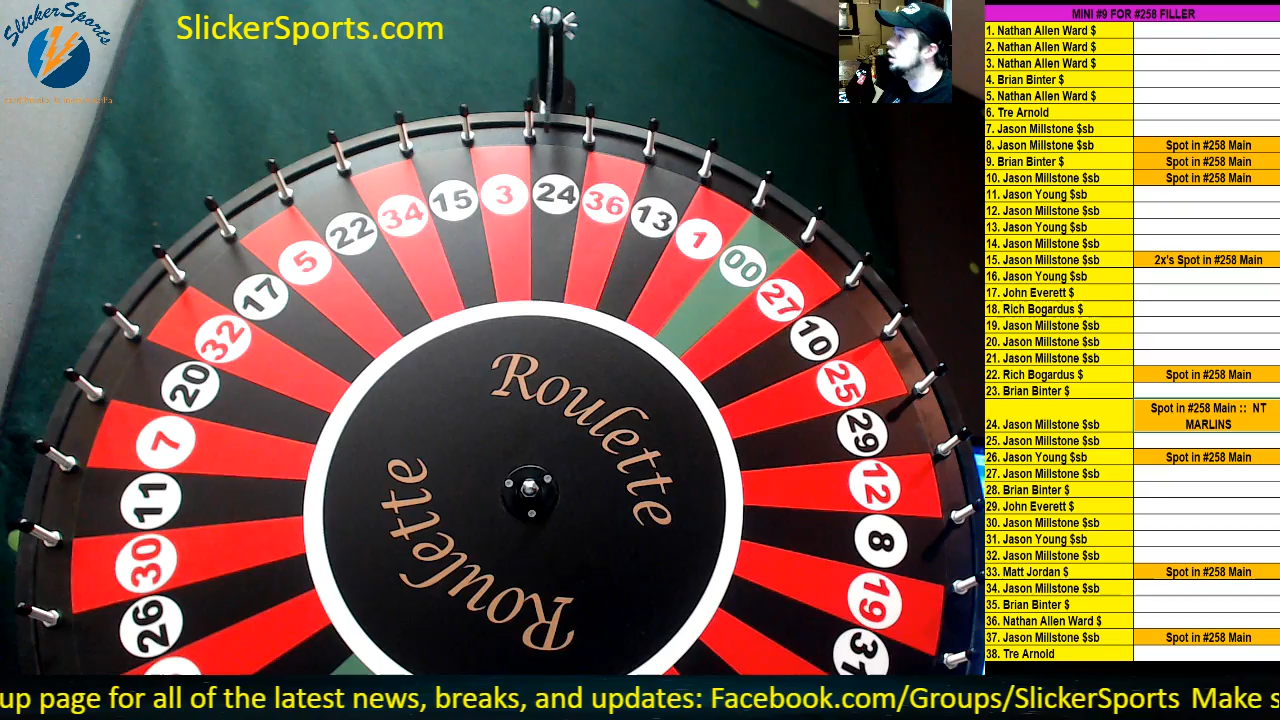 SlickerSports
SlickerSports.com
MINI #9 FOR #258 FILLER
1. Nathan Allen Ward $
2. Nathan Allen Ward $
3. Nathan Allen Ward $
4. Brian Binter $
5. Nathan Allen Ward $
6. Tre Arnold
7. Jason Millstone $sb
8. Jason Millstone $sb Spot in #258 Main
9. Brian Binter $ Spot in #258 Main
10. Jason Millstone $sb Spot in #258 Main
11. Jason Young $sb
12. Jason Millstone $sb
13. Jason Young $sb
14. Jason Millstone $sb
15. Jason Millstone $sb 2x's Spot in #258 Main
16. Jason Young $sb
17. John Everett $
18. Rich Bogardus $
19. Jason Millstone $sb
20. Jason Millstone $sb
21. Jason Millstone $sb
22. Rich Bogardus $ Spot in #258 Main
23. Brian Binter $
Spot in #258 Main :: NT
24. Jason Millstone $sb MARLINS
25. Jason Millstone $sb
26. Jason Young $sb Spot in #258 Main
27. Jason Millstone $sb
28. Brian Binter $
29. John Everett $
30. Jason Millstone $sb
31. Jason Young $sb
32. Jason Millstone $sb
33. Matt Jordan $ Spot in #258 Main
34. Jason Millstone $sb
35. Brian Binter $
36. Nathan Allen Ward $
37. Jason Millstone $sb Spot in #258 Main
38. Tre Arnold
26
30
11
7
20
32
17
5
22
34
15
3
24
36
13
1
00
27
10
25
29
12
8
19
31
Roulette
Roulette
up page for all of the latest news, breaks, and updates: Facebook.com/Groups/SlickerSports Make s